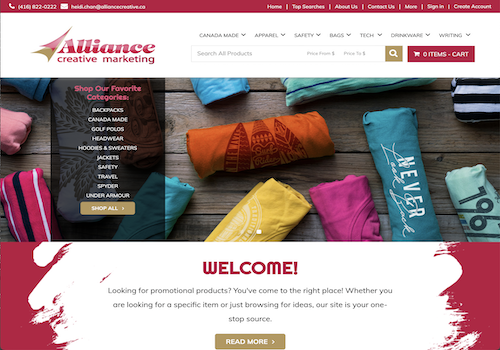 (416) 822-0222 heidi.chan@alliancecreative.ca Home | Top Searches | About Us | Contact Us | More | Sign in | Create Account
Alliance
creative marketing
CANADA MADE APPAREL SAFETY BAGS TECH DRINKWARE WRITING
Search All Products Price From $ Price To $ 0 ITEMS - CART
Shop Our Favorite
Categories:
BACKPACKS
CANADA MADE
GOLF POLOS
HEADWEAR
HOODIES & SWEATERS
JACKETS
SAFETY
TRAVEL
SPYDER
UNDER ARMOUR
SHOP ALL >
NEVER
Look Back
WELCOME!
Looking for promotional products? You've come to the right place! Whether you
are looking for a specific item or just browsing for ideas, our site is your one-
stop source.
READ MORE >